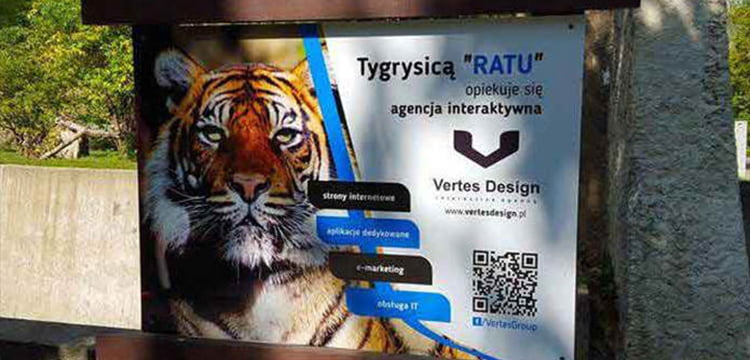 Tygrysicą "RATU"
opiekuje się
agencja interaktywna
Vertes Design
interactive agency
www.vertesdesign.pl
strony internetowe
aplikacje dedykowane
e-marketing
obsługa IT
f/VertesGroup